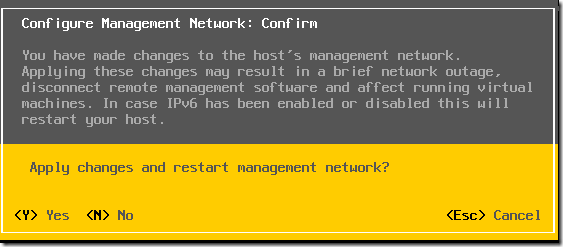 Configure Management Network: Confirm
You have made changes to the host's management network.
Applying these changes may result in a brief network outage,
disconnect remote management software and affect running virtual
machines. In case IPv6 has been enabled or disabled this will
restart your host.
Apply changes and restart management network?
<Y> Yes <N> No <Esc> Cancel